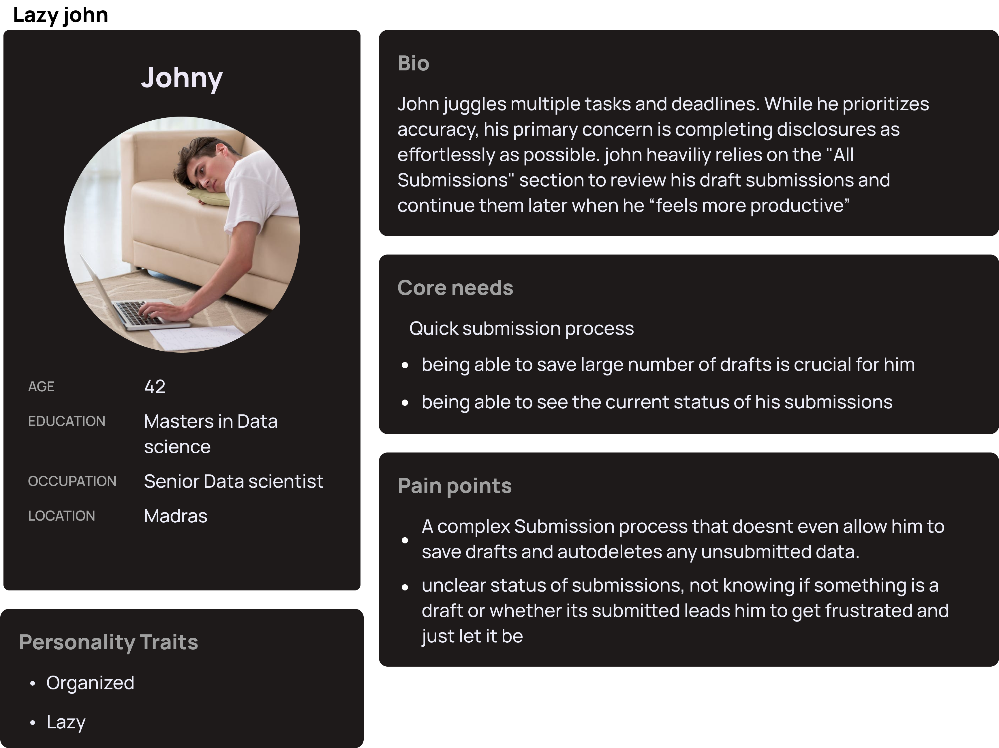 Lazy john
Johny
AGE 42
EDUCATION Masters in Data
science
OCCUPATION Senior Data scientist
LOCATION Madras
Personality Traits
• Organized
• Lazy
Bio
John juggles multiple tasks and deadlines. While he prioritizes
accuracy, his primary concern is completing disclosures as
effortlessly as possible. john heaviliy relies on the "All
Submissions" section to review his draft submissions and
continue them later when he “feels more productive”
Core needs
Quick submission process
• being able to save large number of drafts is crucial for him
• being able to see the current status of his submissions
Pain points
• A complex Submission process that doesnt even allow him to
save drafts and autodeletes any unsubmitted data.
• unclear status of submissions, not knowing if something is a
draft or whether its submitted leads him to get frustrated and
just let it be